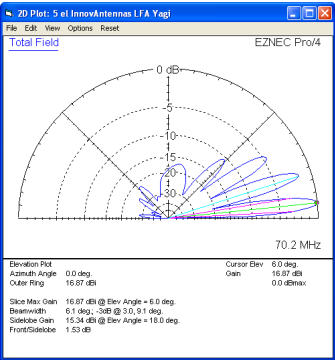 2D Plot: 5 el InnovAntennas LFA Yagi
File Edit View Options Reset
Total Field
EZNEC Pro/4
0 dB
-5
-10
-15
-20
-30
70.2 MHz
Elevation Plot
Azimuth Angle 0.0 deg.
Outer Ring 16.87 dBi
Cursor Elev 6.0 deg.
Gain 16.87 dBi
0.0 dBmax
Slice Max Gain 16.87 dBi @ Elev Angle = 6.0 deg.
Beamwidth 6.1 deg.; -3dB @ 3.0, 9.1 deg.
Sidelobe Gain 15.34 dBi @ Elev Angle = 18.0 deg.
Front/Sidelobe 1.53 dB